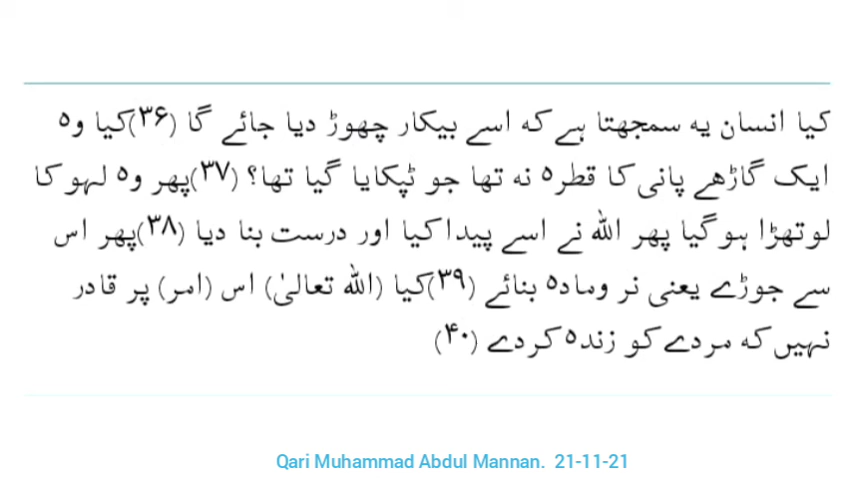 کیا انسان یہ سمجھتا ہے کہ اسے بیکار چھوڑ دیا جائے گا (۳۶)کیا وہ
ایک گاڑھے پانی کا قطرہ نہ تھا جو ٹپکایا گیا تھا؟ (۳۷)پھر وہ لہو کا
لوتھڑا ہوگیا پھر اللہ نے اسے پیدا کیا اور درست بنا دیا (۳۸)پھر اس
سے جوڑے یعنی نر ومادہ بنائے (۳۹)کیا (اللہ تعالیٰ) اس (امر) پر قادر
نہیں کہ مردے کو زندہ کردے (۴۰)
Qari Muhammad Abdul Mannan. 21-11-21